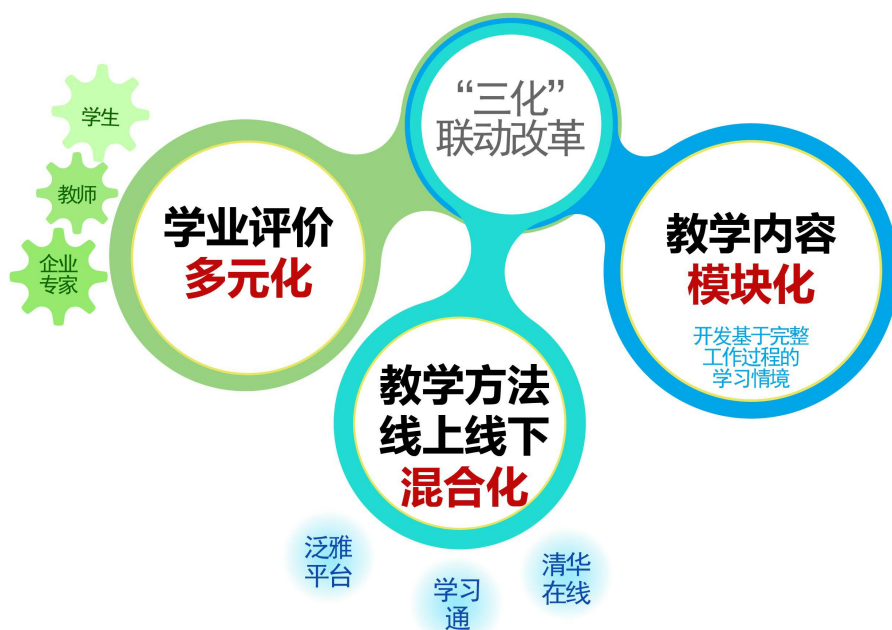 “三化”
联动改革
学生
教师
企业
专家
学业评价
多元化
教学方法
线上线下
混合化
泛雅
平台
学习
通
清华
在线
教学内容
模块化
开发基于完整
工作过程的
学习情境